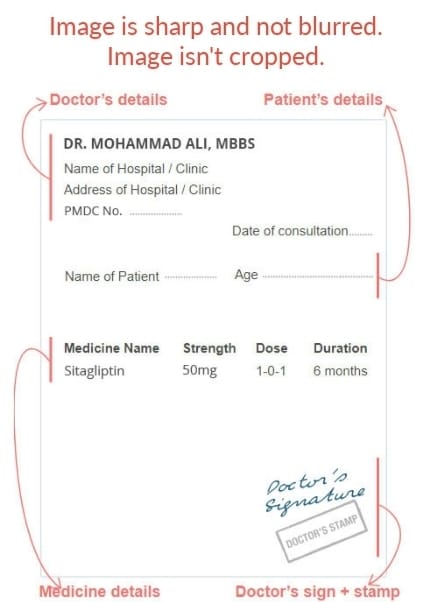 Image is sharp and not blurred.
Image isn't cropped.
Doctor's details
Patient's details
DR. MOHAMMAD ALI, MBBS
Name of Hospital / Clinic
Address of Hospital / Clinic
PMDC No. ....................
Date of consultation.........
Name of Patient .................... Age ..........................................
Medicine Name Strength Dose Duration
Sitagliptin 50mg 1-0-1 6 months
Doctor's
Signature
DOCTOR'S STAMP
Medicine details
Doctor's sign + stamp